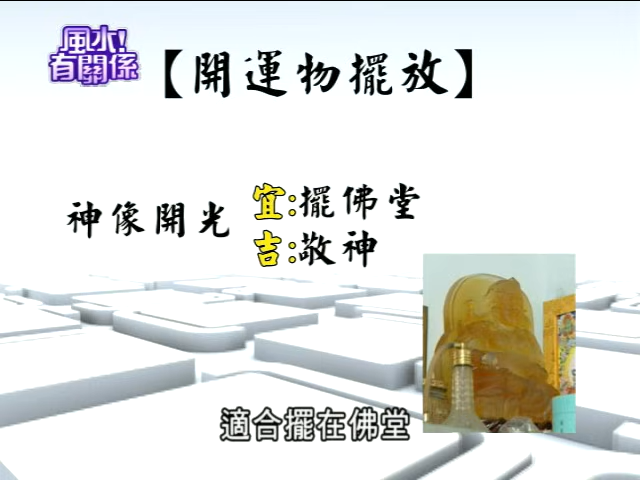 風水!
有關係
【開運物擺放】
神像開光
宜:擺佛堂
吉:敬神
適合擺在佛堂